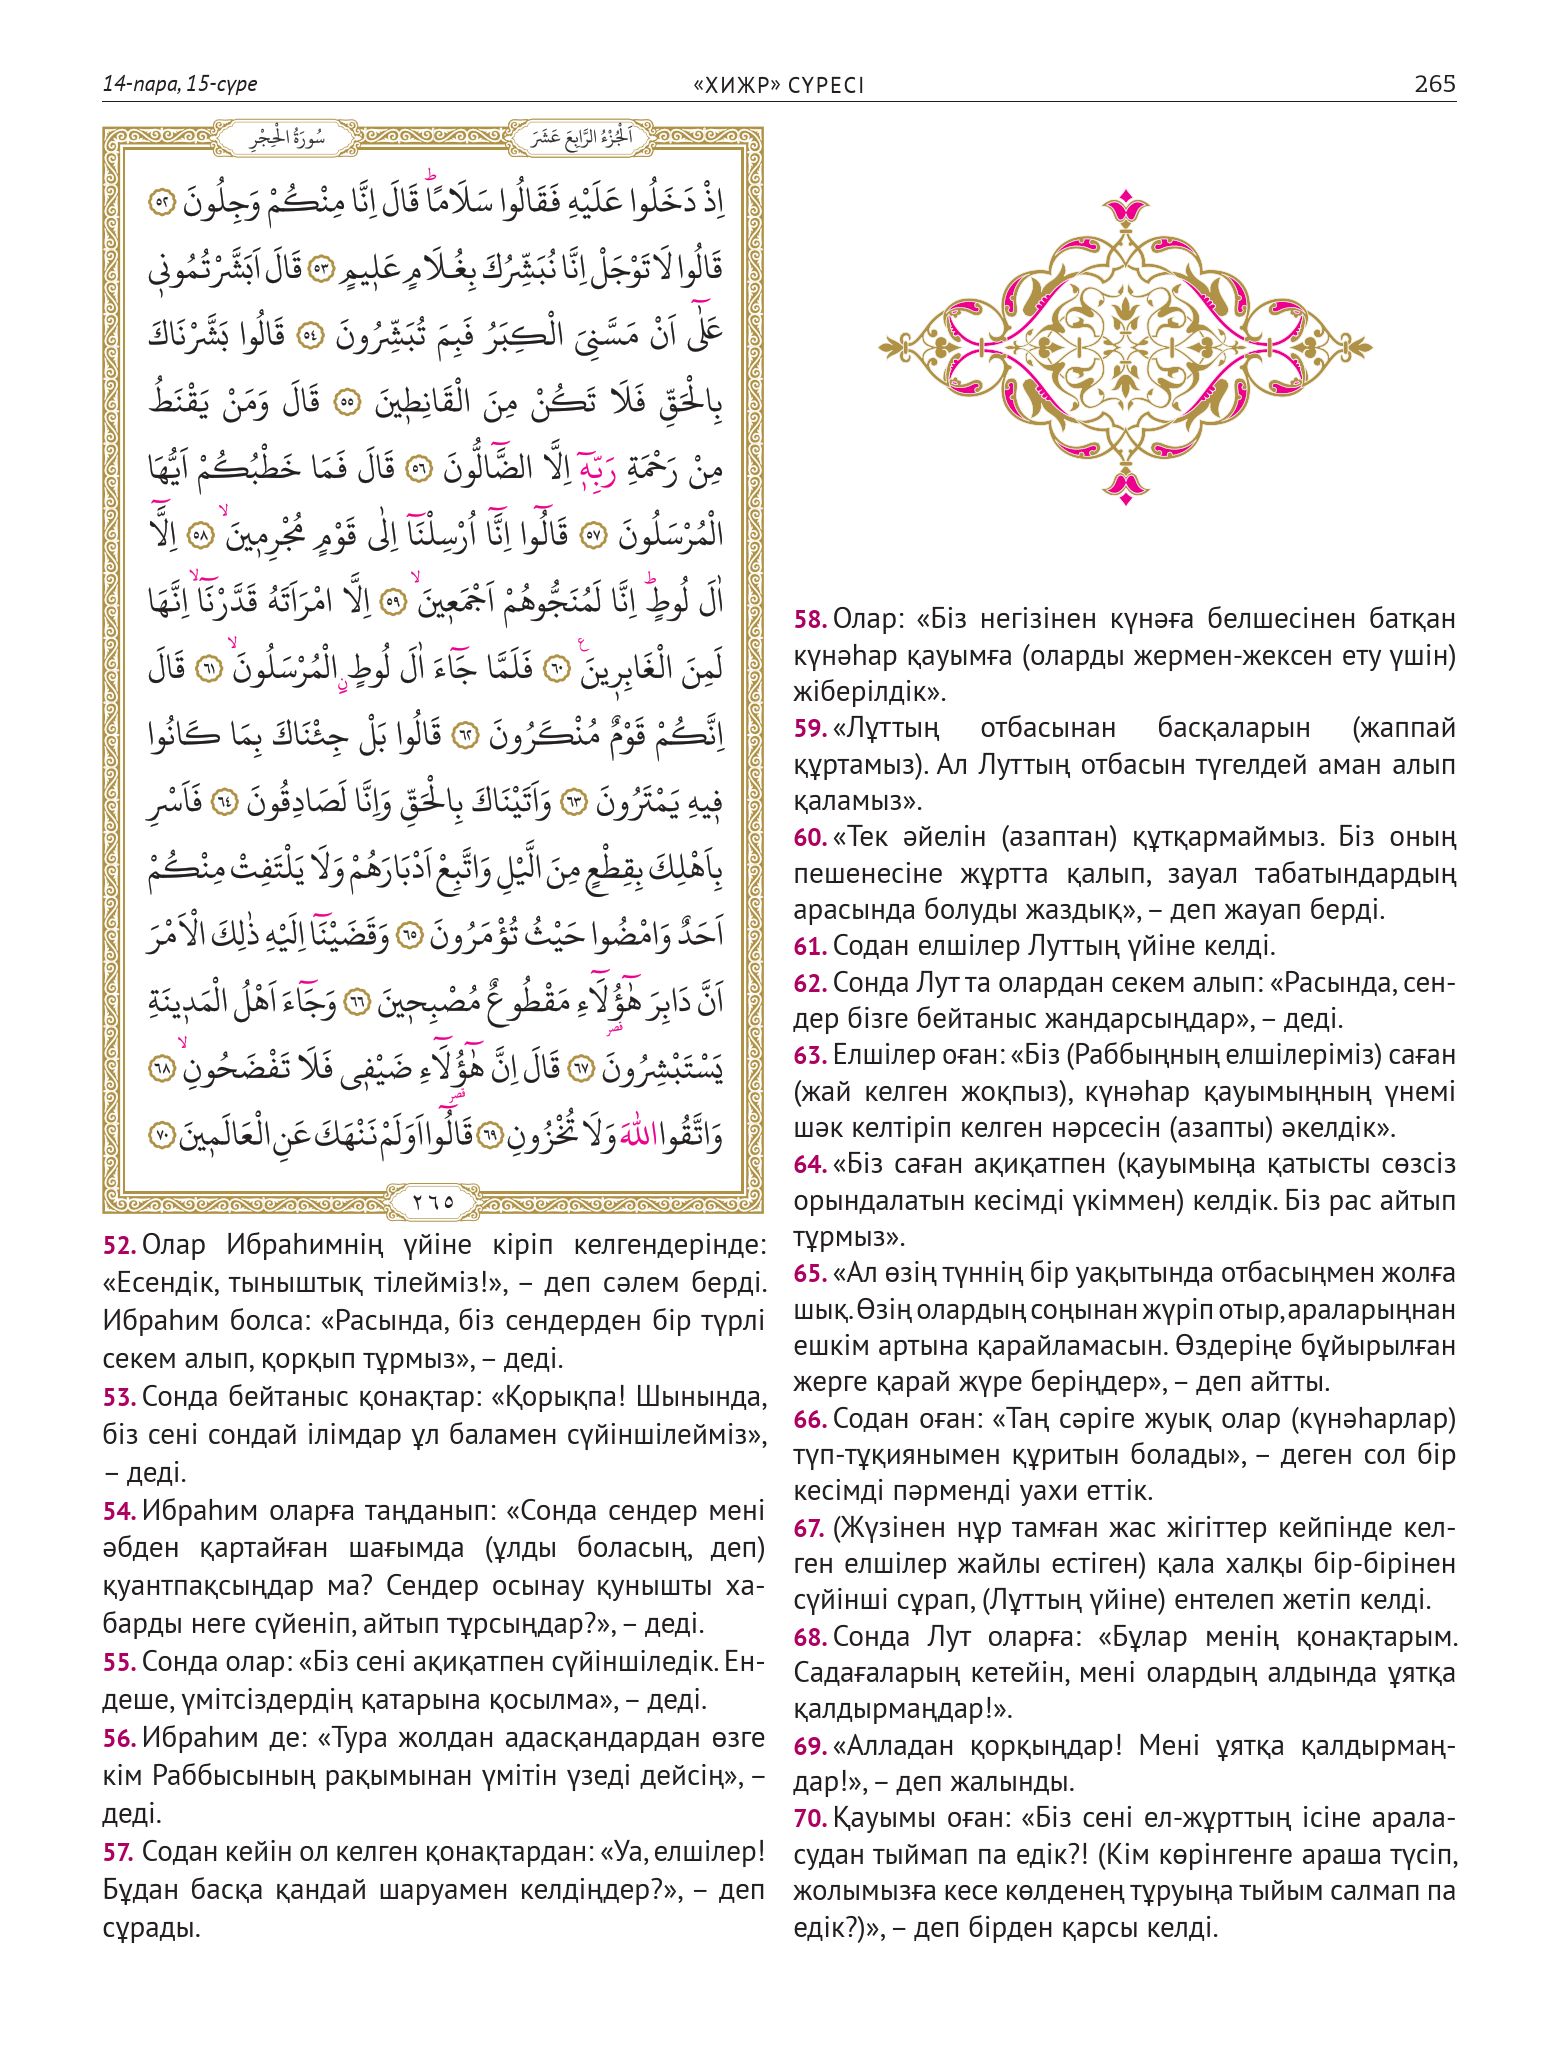 14-пара, 15-сүре
«ХИЖР» СҮРЕСІ
265
اَلْجُزْءُ الرَّابِعَ عَشَرَ
سُورَةُ الْحِجْرِ
اِذْ دَخَلُوا عَلَيْهِ فَقَالُوا سَلَامًاۜ قَالَ اِنَّا مِنْكُمْ وَجِلُونَ ﴿٥٢﴾
قَالُوا لَا تَوْجَلْ اِنَّا نُبَشِّرُكَ بِغُلَامٍ عَل۪يمٍ ﴿٥٣﴾ قَالَ اَبَشَّرْتُمُون۪ي
عَلٰٓى اَنْ مَسَّنِيَ الْكِبَرُ فَبِمَ تُبَشِّرُونَ ﴿٥٤﴾ قَالُوا بَشَّرْنَاكَ
بِالْحَقِّ فَلَا تَكُنْ مِنَ الْقَانِط۪ينَ ﴿٥٥﴾ قَالَ وَمَنْ يَقْنَطُ
مِنْ رَحْمَةِ رَبِّه۪ٓ اِلَّا الضَّٓالُّونَ ﴿٥٦﴾ قَالَ فَمَا خَطْبُكُمْ اَيُّهَا
الْمُرْسَلُونَ ﴿٥٧﴾ قَالُٓوا اِنَّٓا اُرْسِلْنَٓا اِلٰى قَوْمٍ مُجْرِم۪ينَۙ ﴿٥٨﴾ اِلَّٓا
اٰلَ لُوطٍۜ اِنَّا لَمُنَجُّوهُمْ اَجْمَع۪ينَۙ ﴿٥٩﴾ اِلَّا امْرَاَتَهُ قَدَّرْنَٓاۙ اِنَّهَا
لَمِنَ الْغَابِر۪ينَ۟ ﴿٦٠﴾ فَلَمَّا جَٓاءَ اٰلَ لُوطٍۨ الْمُرْسَلُونَۙ ﴿٦١﴾ قَالَ
اِنَّكُمْ قَوْمٌ مُنْكَرُونَ ﴿٦٢﴾ قَالُوا بَلْ جِئْنَاكَ بِمَا كَانُوا
ف۪يهِ يَمْتَرُونَ ﴿٦٣﴾ وَاَتَيْنَاكَ بِالْحَقِّ وَاِنَّا لَصَادِقُونَ ﴿٦٤﴾ فَاَسْرِ
بِاَهْلِكَ بِقِطْعٍ مِنَ الَّيْلِ وَاتَّبِعْ اَدْبَارَهُمْ وَلَا يَلْتَفِتْ مِنْكُمْ
اَحَدٌ وَامْضُوا حَيْثُ تُؤْمَرُونَ ﴿٦٥﴾ وَقَضَيْنَٓا اِلَيْهِ ذٰلِكَ الْاَمْرَ
اَنَّ دَابِرَ هٰٓؤُ۬لَٓاءِ مَقْطُوعٌ مُصْبِح۪ينَ ﴿٦٦﴾ وَجَٓاءَ اَهْلُ الْمَد۪ينَةِ
يَسْتَبْشِرُونَ ﴿٦٧﴾ قَالَ اِنَّ هٰٓؤُ۬لَٓاءِ ضَيْف۪ي فَلَا تَفْضَحُونِۙ ﴿٦٨﴾
وَاتَّقُوا اللّٰهَ وَلَا تُخْزُونِ ﴿٦٩﴾ قَالُٓوا اَوَلَمْ نَنْهَكَ عَنِ الْعَالَم۪ينَ ﴿٧٠﴾
٢٦٥
52. Олар Ибраһимнің үйіне кіріп келгендерінде:
«Есендік, тыныштық тілейміз!», – деп сәлем берді.
Ибраһим болса: «Расында, біз сендерден бір түрлі
секем алып, қорқып тұрмыз», – деді.
53. Сонда бейтаныс қонақтар: «Қорықпа! Шынында,
біз сені сондай ілімдар ұл баламен сүйіншілейміз»,
– деді.
54. Ибраһим оларға таңданып: «Сонда сендер мені
әбден қартайған шағымда (ұлды боласың, деп)
қуантпақсыңдар ма? Сендер осынау қунышты ха-
барды неге сүйеніп, айтып тұрсыңдар?», – деді.
55. Сонда олар: «Біз сені ақиқатпен сүйіншіледік. Ен-
деше, үмітсіздердің қатарына қосылма», – деді.
56. Ибраһим де: «Тура жолдан адасқандардан өзге
кім Раббысының рақымынан үмітін үзеді дейсің», –
деді.
57. Содан кейін ол келген қонақтардан: «Уа, елшілер!
Бұдан басқа қандай шаруамен келдіңдер?», – деп
сұрады.
58. Олар: «Біз негізінен күнәға белшесінен батқан
күнәһар қауымға (оларды жермен-жексен ету үшін)
жіберілдік».
59. «Лұттың отбасынан басқаларын (жаппай
құртамыз). Ал Луттың отбасын түгелдей аман алып
қаламыз».
60. «Тек әйелін (азаптан) құтқармаймыз. Біз оның
пешенесіне жұртта қалып, зауал табатындардың
арасында болуды жаздық», – деп жауап берді.
61. Содан елшілер Луттың үйіне келді.
62. Сонда Лут та олардан секем алып: «Расында, сен-
дер бізге бейтаныс жандарсыңдар», – деді.
63. Елшілер оған: «Біз (Раббыңның елшілеріміз) саған
(жай келген жоқпыз), күнәһар қауымыңның үнемі
шәк келтіріп келген нәрсесін (азапты) әкелдік».
64. «Біз саған ақиқатпен (қауымыңа қатысты сөзсіз
орындалатын кесімді үкіммен) келдік. Біз рас айтып
тұрмыз».
65. «Ал өзің түннің бір уақытында отбасыңмен жолға
шық. Өзің олардың соңынан жүріп отыр, араларыңнан
ешкім артына қарайламасын. Өздеріңе бұйырылған
жерге қарай жүре беріңдер», – деп айтты.
66. Содан оған: «Таң сәріге жуық олар (күнәһарлар)
түп-тұқиянымен құритын болады», – деген сол бір
кесімді пәрменді уахи еттік.
67. (Жүзінен нұр тамған жас жігіттер кейпінде кел-
ген елшілер жайлы естіген) қала халқы бір-бірінен
сүйінші сұрап, (Лұттың үйіне) ентелеп жетіп келді.
68. Сонда Лут оларға: «Бұлар менің қонақтарым.
Садағаларың кетейін, мені олардың алдында ұятқа
қалдырмаңдар!».
69. «Алладан қорқыңдар! Мені ұятқа қалдырмаң-
дар!», – деп жалынды.
70. Қауымы оған: «Біз сені ел-жұрттың ісіне арала-
судан тыймап па едік?! (Кім көрінгенге араша түсіп,
жолымызға кесе көлденең тұруыңа тыйым салмап па
едік?)», – деп бірден қарсы келді.